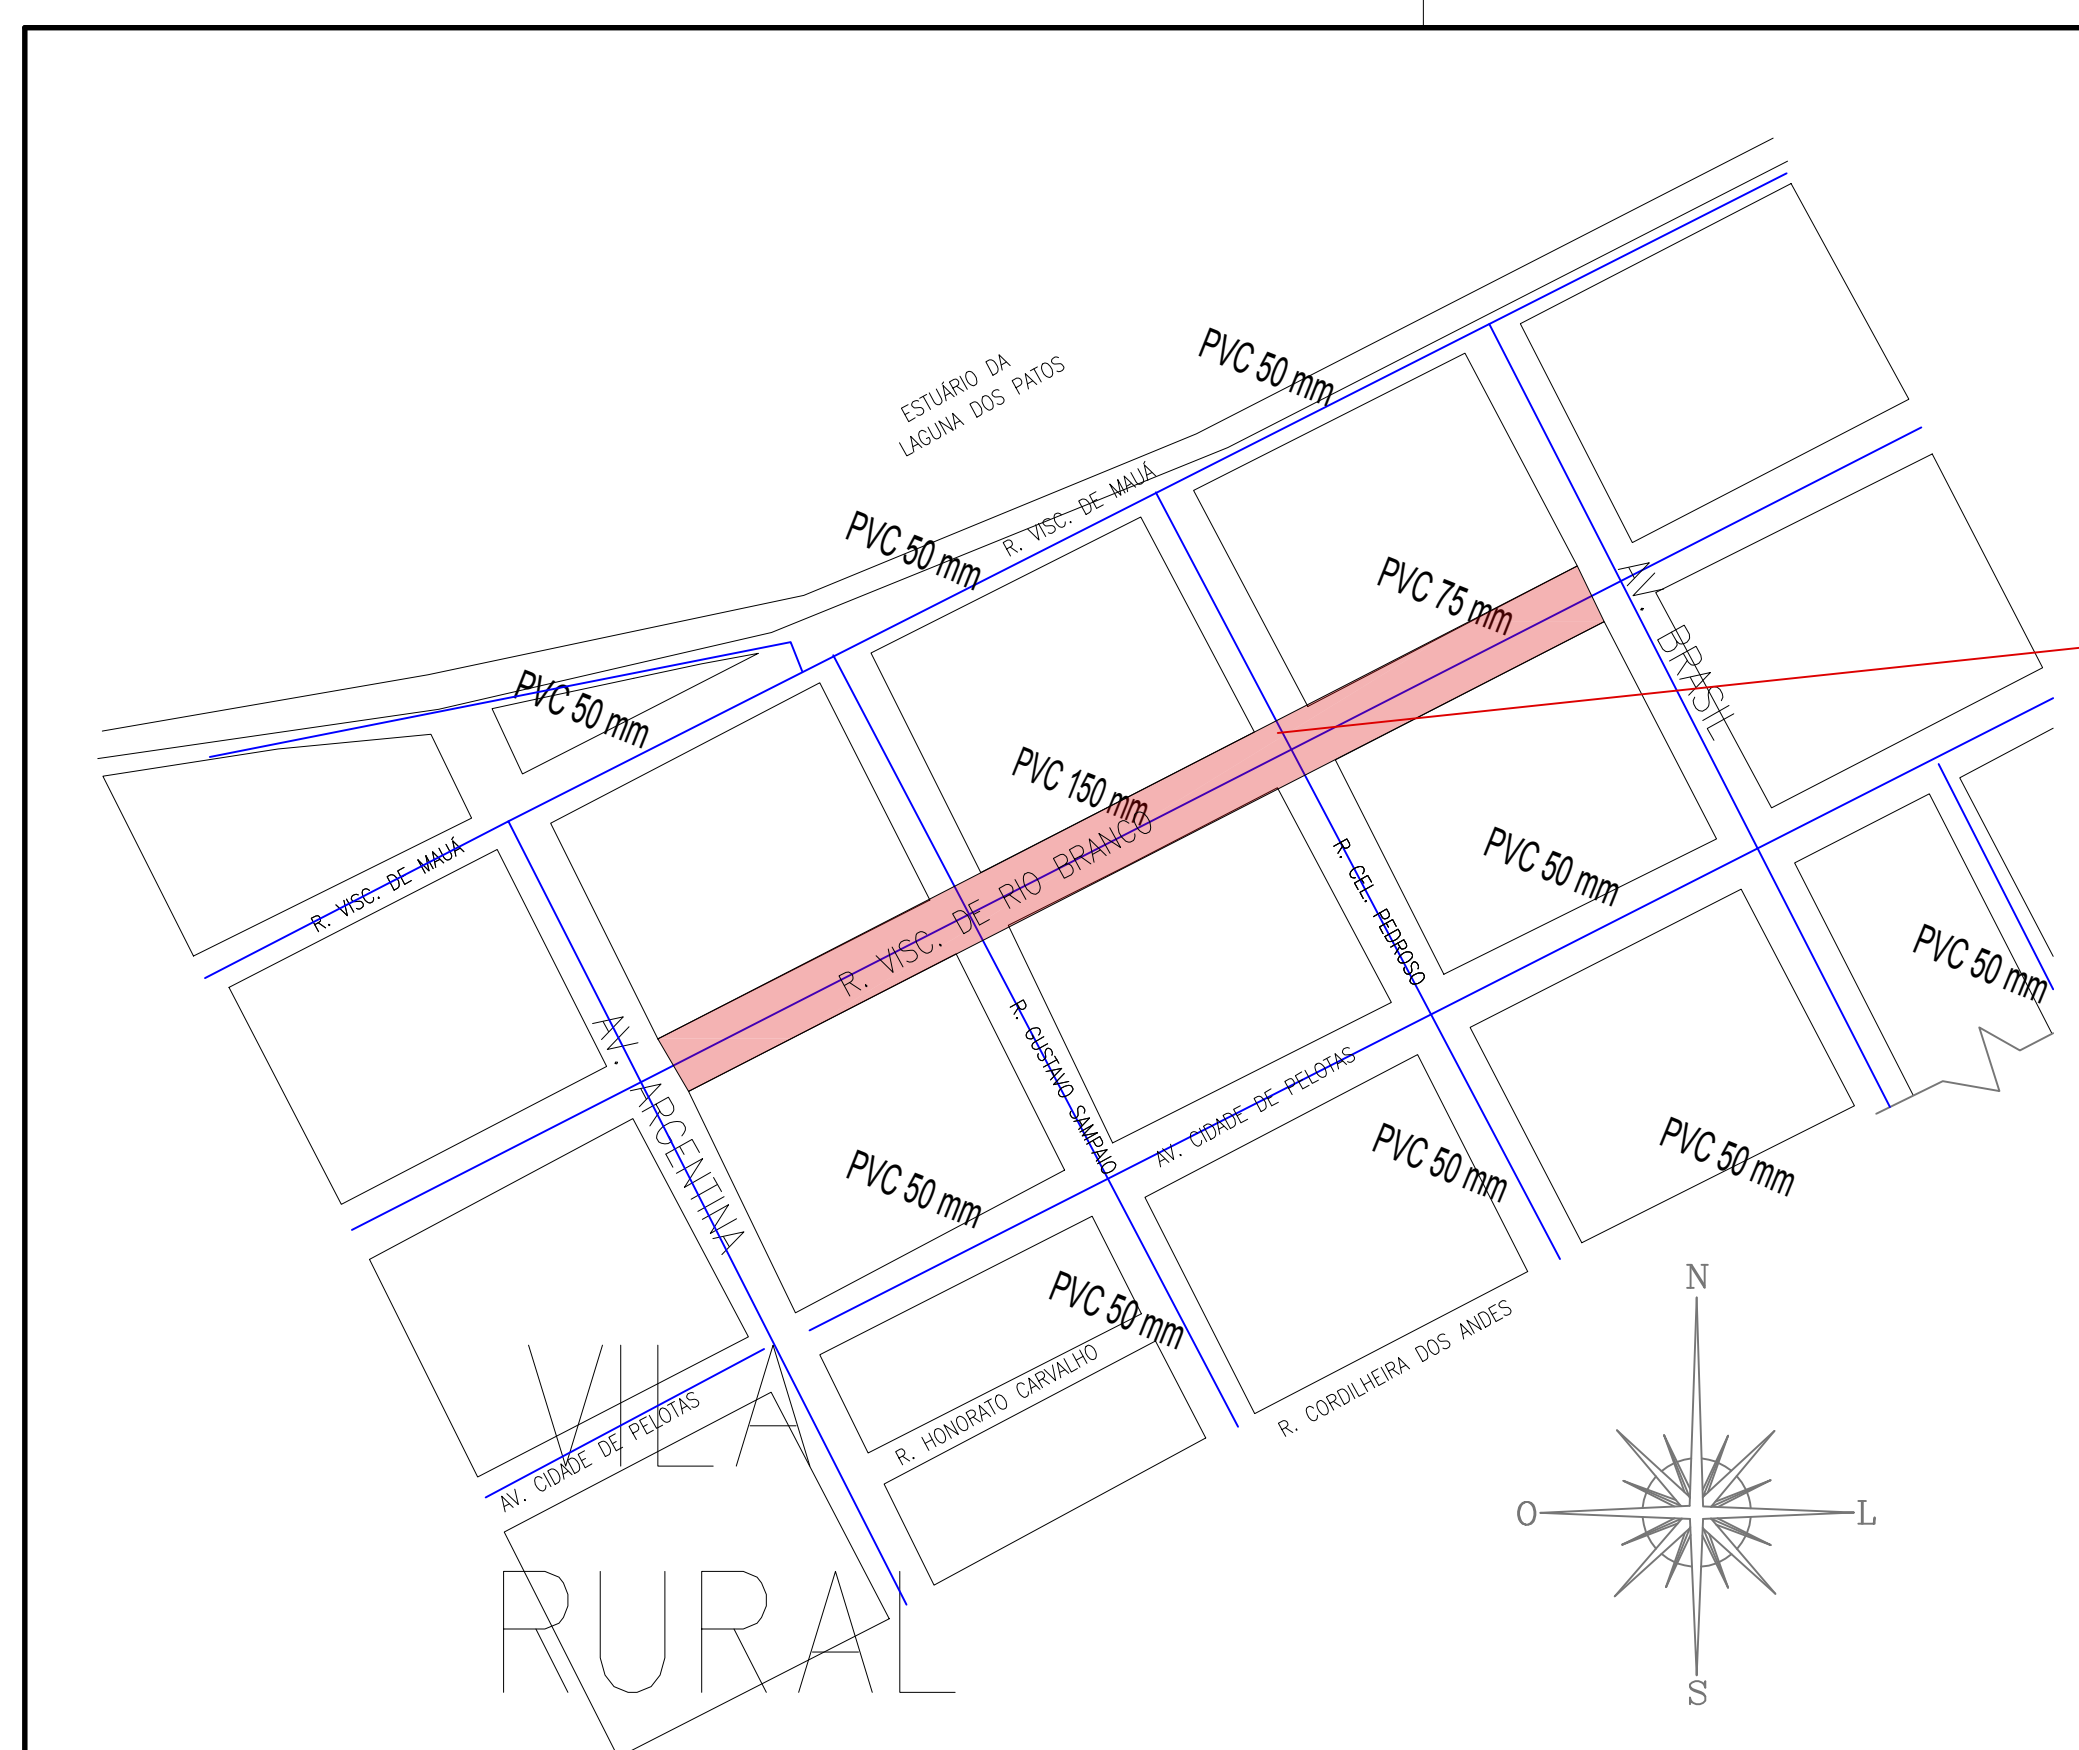 ESTUÁRIO DA
LAGUNA DOS PATOS
PVC 50 mm
R. VISC. DE MAUÁ
PVC 50 mm
PVC 75 mm
AV. BRASIL
PVC 50 mm
PVC 150 mm
R. VISC. DE RIO BRANCO
R. VISC. DE MAUÁ
R. CEL. PEDROSO
PVC 50 mm
PVC 50 mm
AV. ARGENTINA
R. GUSTAVO SAMPAIO
AV. CIDADE DE PELOTAS
PVC 50 mm
PVC 50 mm
PVC 50 mm
PVC 50 mm
R. HONORATO CARVALHO
R. CORDILHEIRA DOS ANDES
AV. CIDADE DE PELOTAS
VILA
RURAL
N
O
L
S